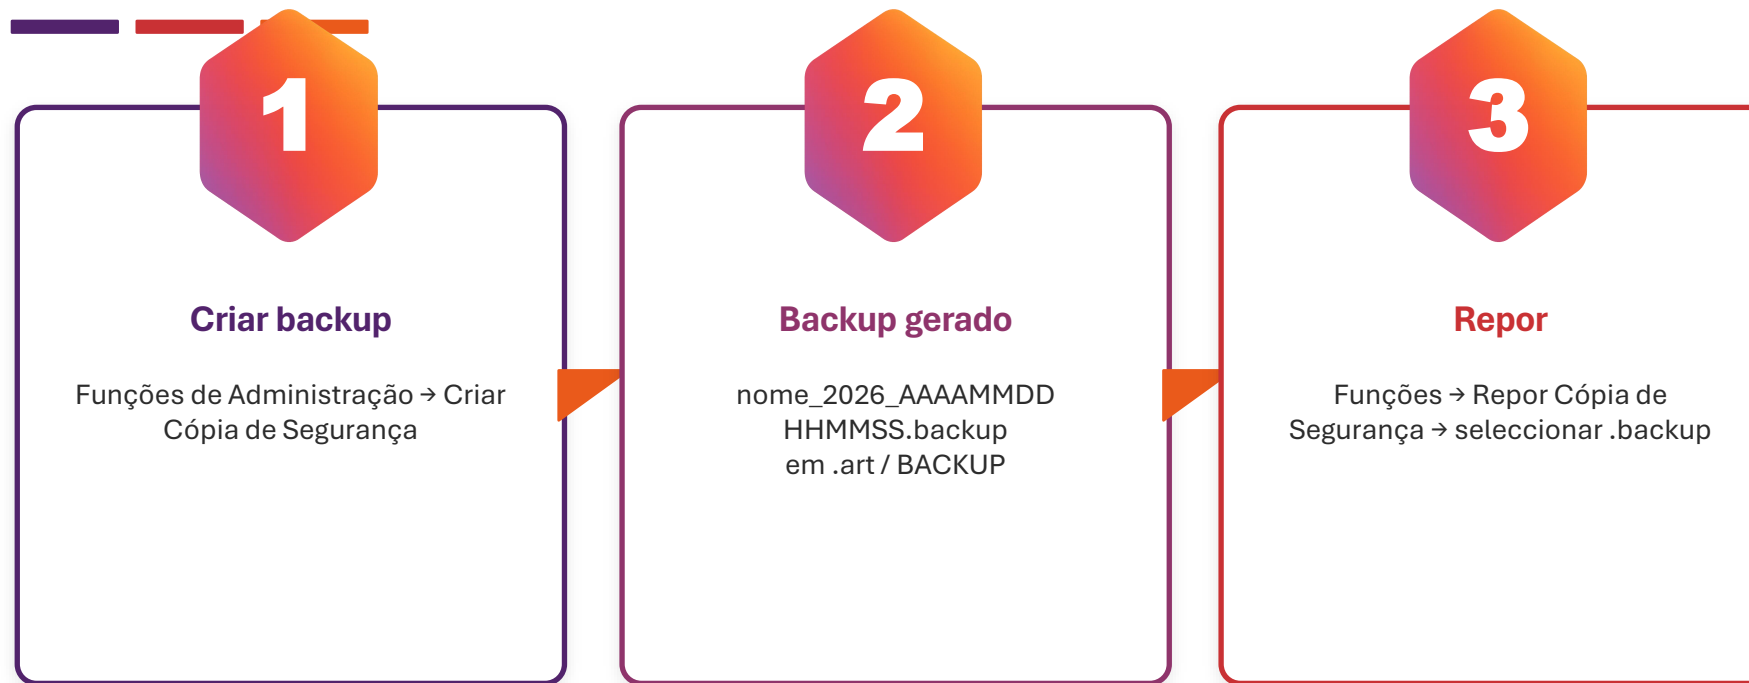 1
Criar backup
Funções de Administração → Criar
Cópia de Segurança
2
Backup gerado
nome_2026_AAAAMMDD
HHMMSS.backup
em .art / BACKUP
3
Repor
Funções → Repor Cópia de
Segurança → seleccionar .backup